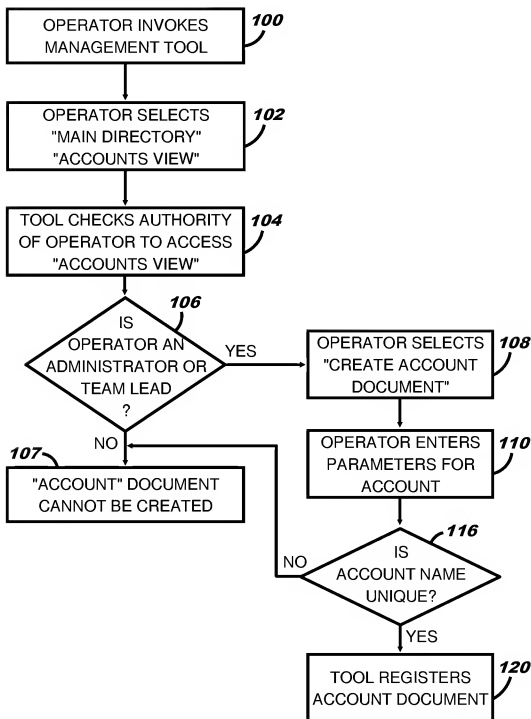 OPERATOR INVOKES
MANAGEMENT TOOL
100
OPERATOR SELECTS
"MAIN DIRECTORY"
"ACCOUNTS VIEW"
102
TOOL CHECKS AUTHORITY
OF OPERATOR TO ACCESS
"ACCOUNTS VIEW"
104
106
IS
OPERATOR AN
ADMINISTRATOR OR
TEAM LEAD
?
YES
NO
107
"ACCOUNT" DOCUMENT
CANNOT BE CREATED
OPERATOR SELECTS
"CREATE ACCOUNT
DOCUMENT"
108
OPERATOR ENTERS
PARAMETERS FOR
ACCOUNT
110
116
IS
ACCOUNT NAME
UNIQUE?
NO
YES
TOOL REGISTERS
ACCOUNT DOCUMENT
120